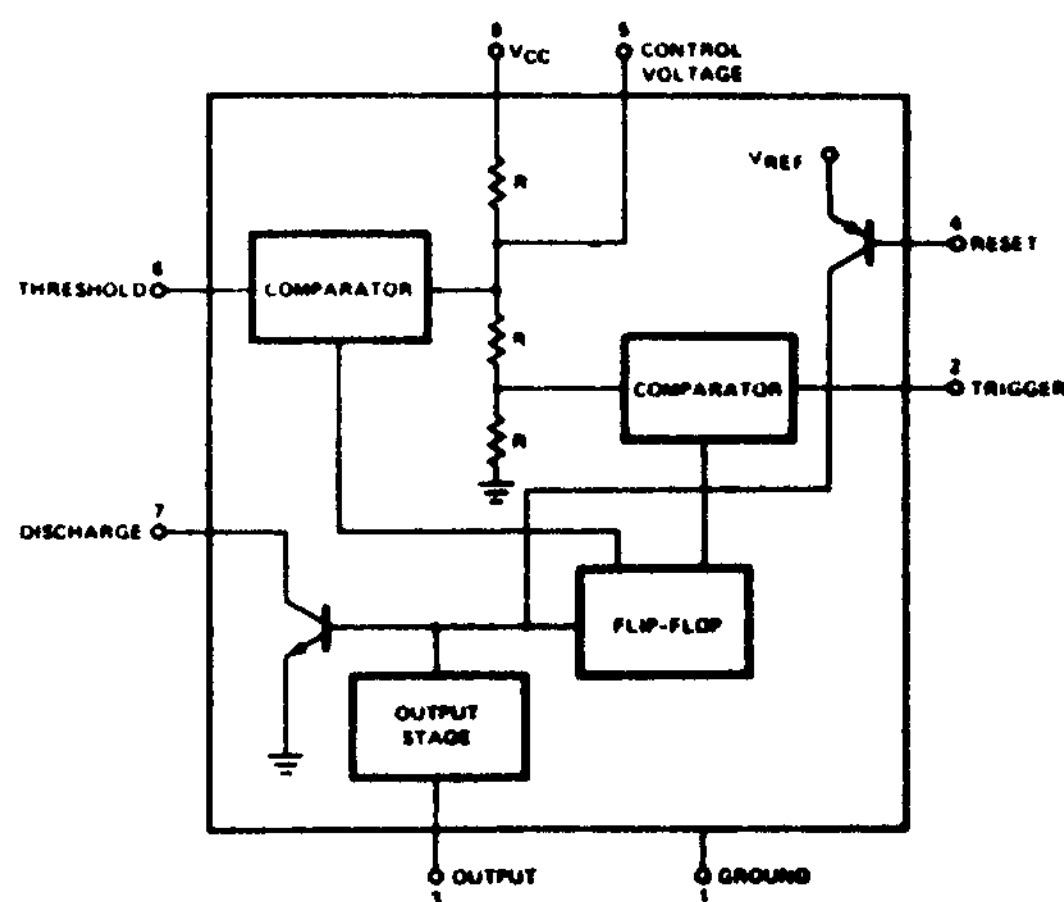 8
VCC
5
CONTROL
VOLTAGE
VREF
R
4
RESET
6
THRESHOLD
COMPARATOR
R
COMPARATOR
2
TRIGGER
R
7
DISCHARGE
FLIP-FLOP
OUTPUT
STAGE
OUTPUT
3
GROUND
1